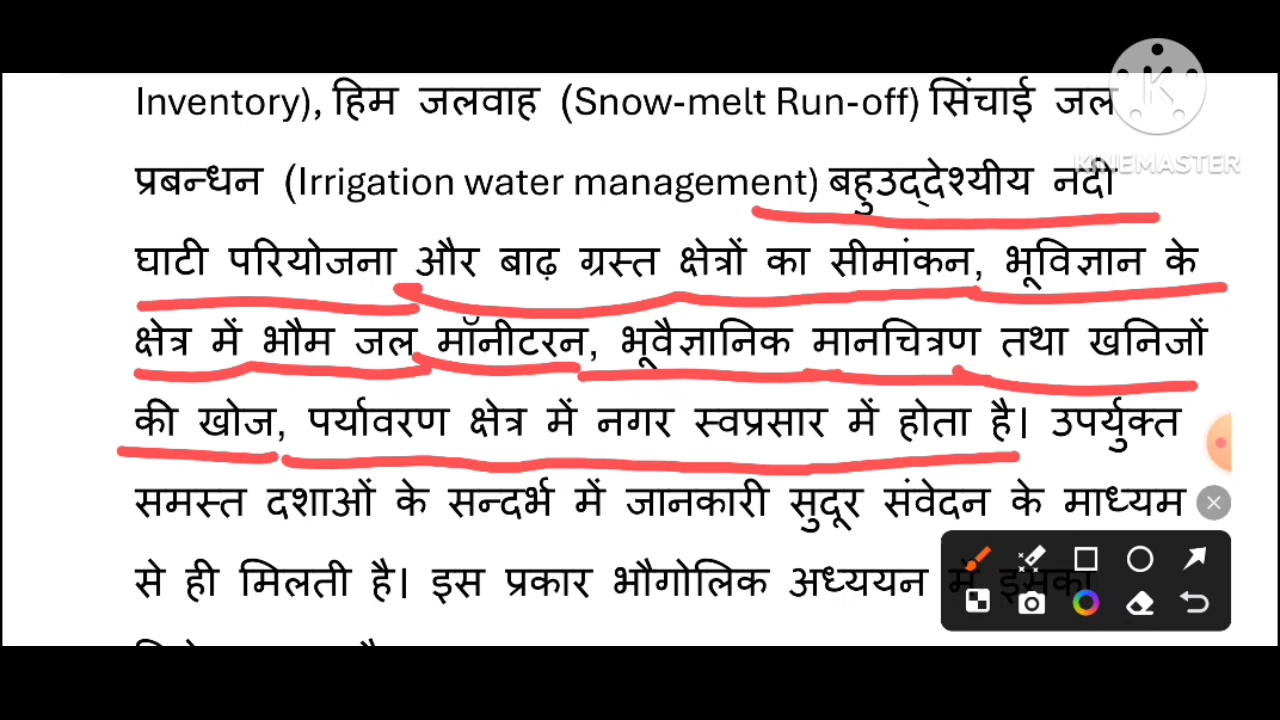 Inventory), हिम जलवाह (Snow-melt Run-off) सिंचाई जल
KINEMASTER
प्रबन्धन (Irrigation water management) बहुउद्देश्यीय नदी
घाटी परियोजना और बाढ़ ग्रस्त क्षेत्रों का सीमांकन, भूविज्ञान के
क्षेत्र में भौम जल मॉनीटरन, भूवैज्ञानिक मानचित्रण तथा खनिजों
की खोज, पर्यावरण क्षेत्र में नगर स्वप्रसार में होता है। उपर्युक्त
समस्त दशाओं के सन्दर्भ में जानकारी सुदूर संवेदन के माध्यम
से ही मिलती है। इस प्रकार भौगोलिक अध्ययन में इसका